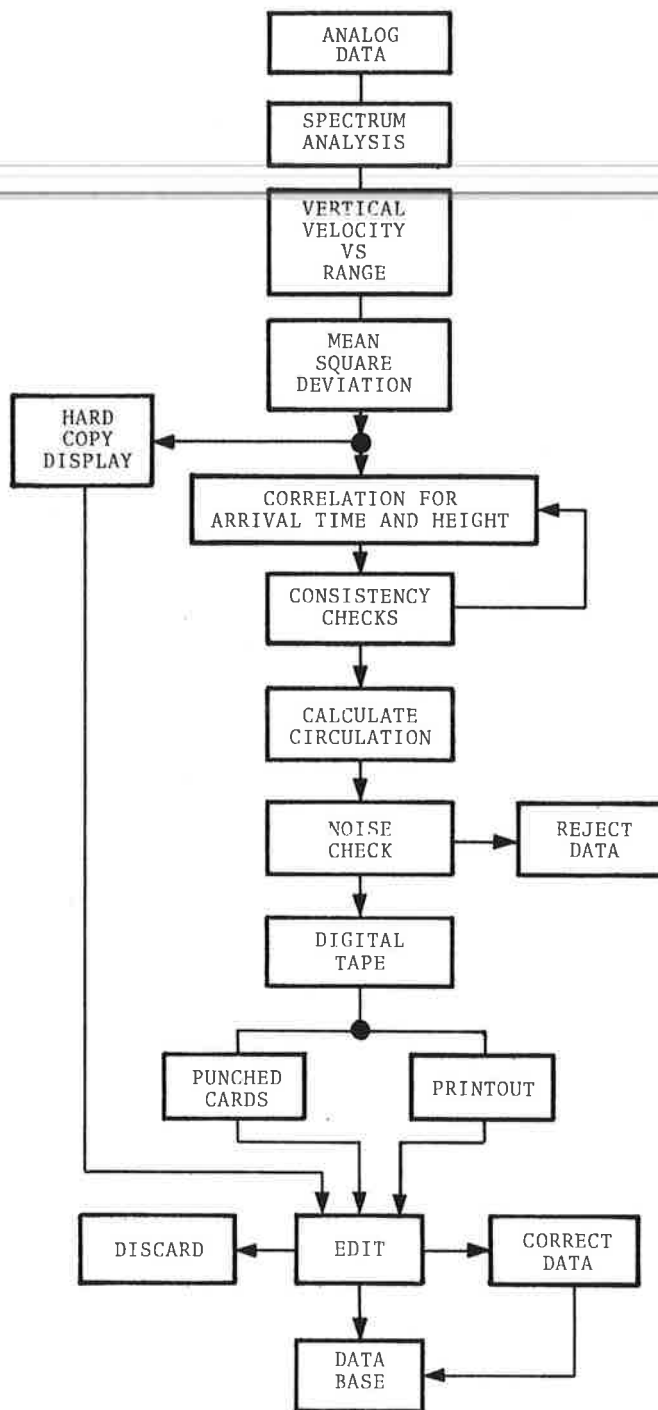 ANALOG
DATA
SPECTRUM
ANALYSIS
VERTICAL
VELOCITY
VS
RANGE
MEAN
SQUARE
DEVIATION
HARD
COPY
DISPLAY
CORRELATION FOR
ARRIVAL TIME AND HEIGHT
CONSISTENCY
CHECKS
CALCULATE
CIRCULATION
NOISE
CHECK
REJECT
DATA
DIGITAL
TAPE
PUNCHED
CARDS
PRINTOUT
DISCARD
EDIT
CORRECT
DATA
DATA
BASE